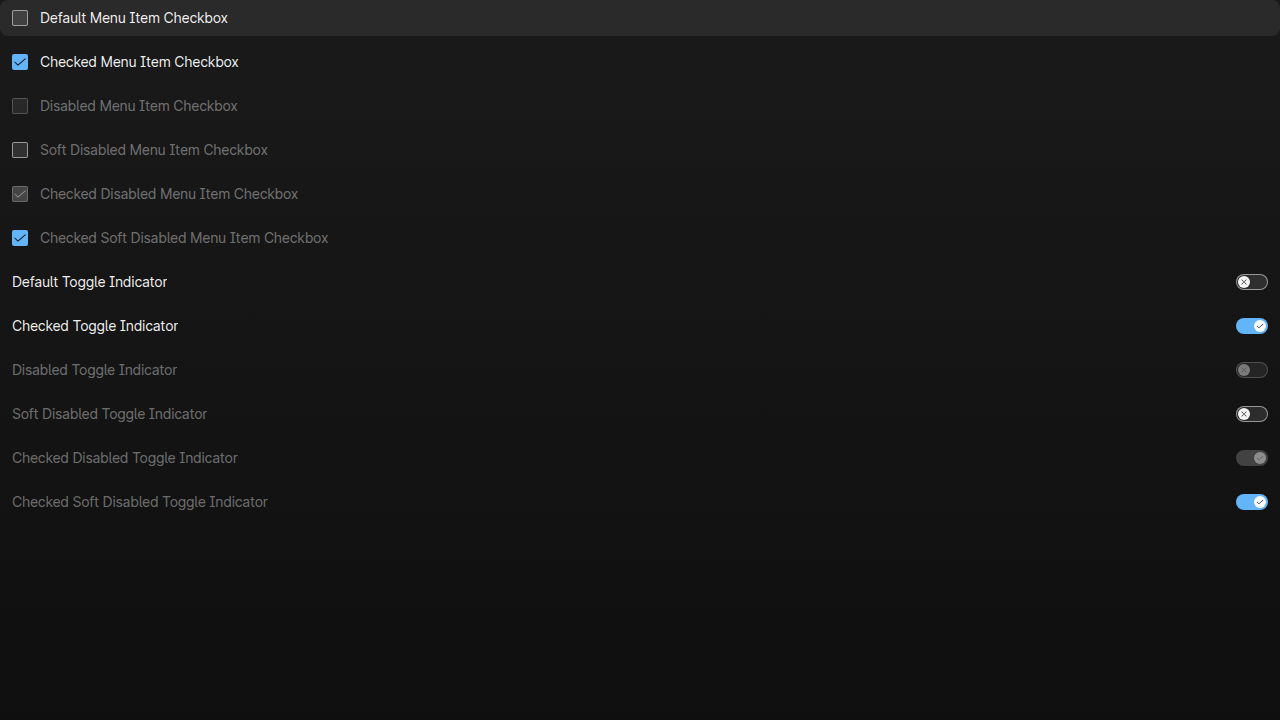 Default Menu Item Checkbox
Checked Menu Item Checkbox
Disabled Menu Item Checkbox
Soft Disabled Menu Item Checkbox
Checked Disabled Menu Item Checkbox
Checked Soft Disabled Menu Item Checkbox
Default Toggle Indicator
Checked Toggle Indicator
Disabled Toggle Indicator
Soft Disabled Toggle Indicator
Checked Disabled Toggle Indicator
Checked Soft Disabled Toggle Indicator